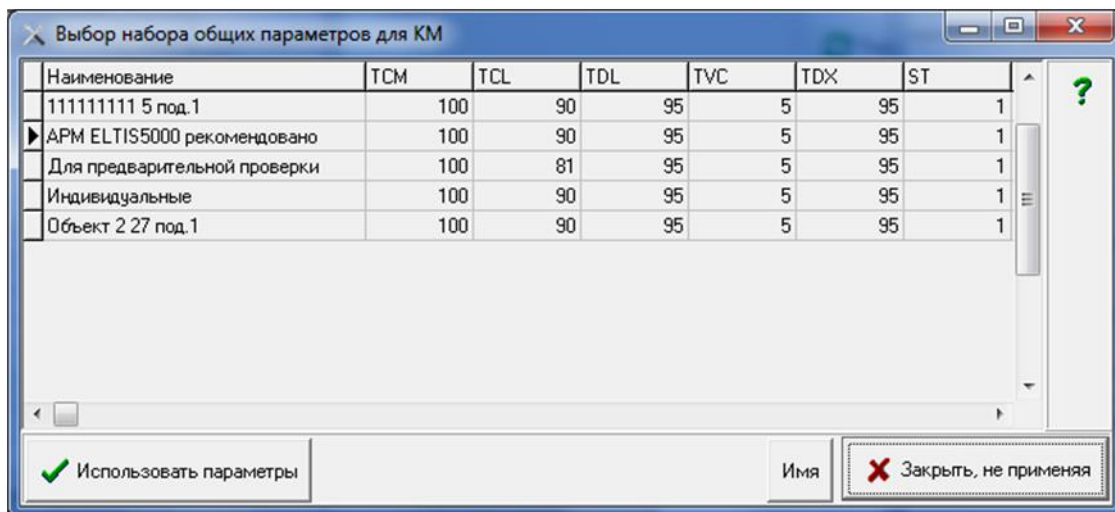 Выбор набора общих параметров для КМ
Наименование TCM TCL TDL TVC TDX ST
111111111 5 под.1 100 90 95 5 95 1
АРМ ELTIS5000 рекомендовано 100 90 95 5 95 1
Для предварительной проверки 100 81 95 5 95 1
Индивидуальные 100 90 95 5 95 1
Объект 2 27 под.1 100 90 95 5 95 1
?
Использовать параметры Имя Закрыть, не применяя